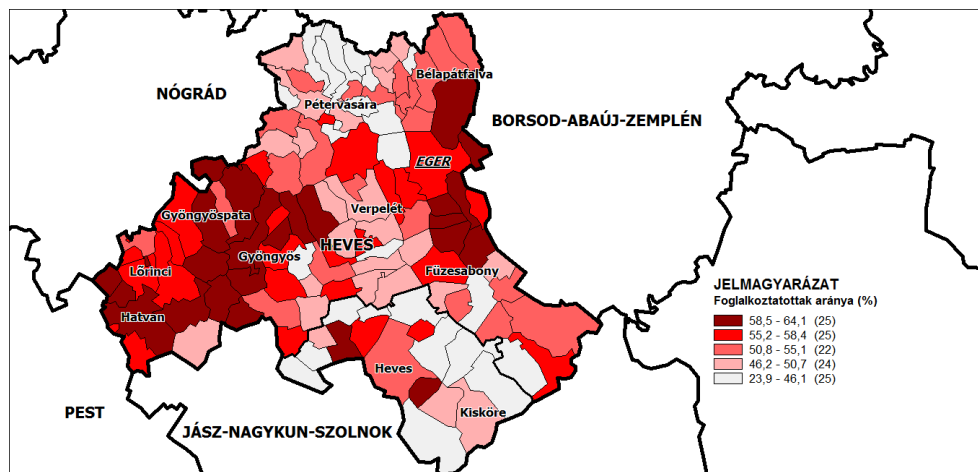 Bélapátfalva
NÓGRÁD
Pétervására
BORSOD-ABAÚJ-ZEMPLÉN
EGER
Verpelét
Gyöngyöspata
HEVES
Gyöngyös
Lőrinci
Füzesabony
Hatvan
Heves
Kisköre
PEST
JÁSZ-NAGYKUN-SZOLNOK
JELMAGYARÁZAT
Foglalkoztatottak aránya (%)
58,5 - 64,1 (25)
55,2 - 58,4 (25)
50,8 - 55,1 (22)
46,2 - 50,7 (24)
23,9 - 46,1 (25)